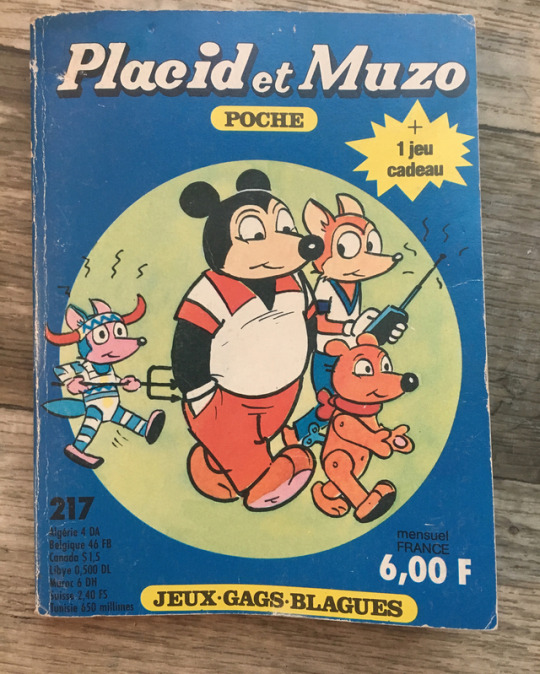 Placid et Muzo
POCHE
+
1 jeu
cadeau
217
Algérie 4 DA
Belgique 46 FB
Canada $ 1,5
Libye 0,500 DL
Maroc 6 DH
Suisse 2,40 FS
Tunisie 650 millimes
mensuel
FRANCE
6,00 F
JEUX·GAGS·BLAGUES